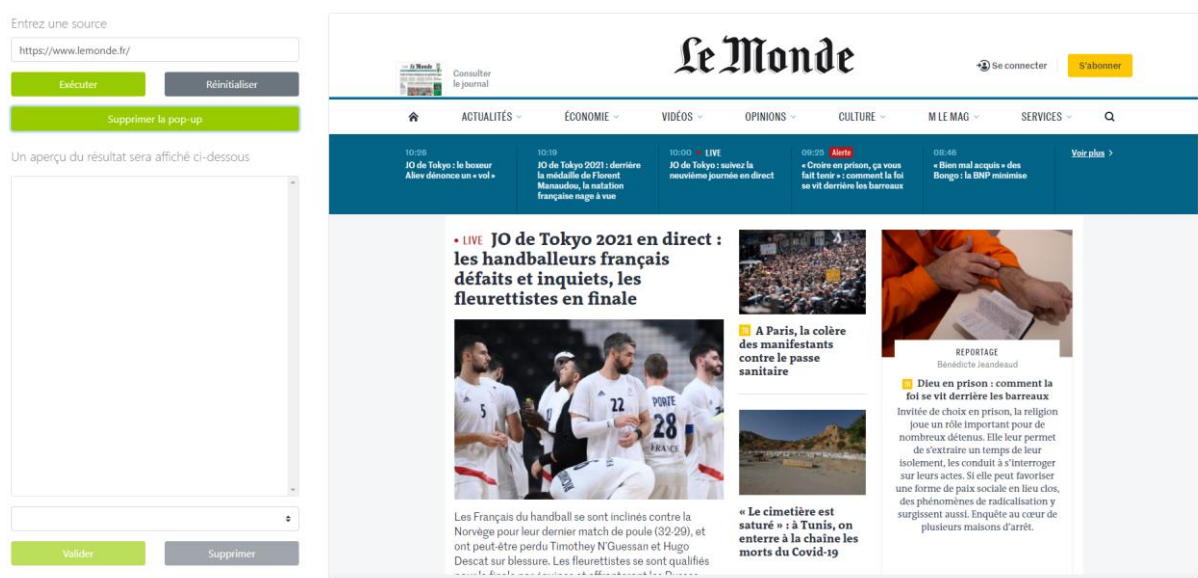 Entrez une source
https://www.lemonde.fr/
Exécuter
Réinitialiser
Supprimer la pop-up
Un aperçu du résultat sera affiché ci-dessous
Valider
Supprimer
Consulter
le journal
Le Monde
Se connecter
S'abonner
ACTUALITÉS
ÉCONOMIE
VIDÉOS
OPINIONS
CULTURE
M LE MAG
SERVICES
10:26
JO de Tokyo : le boxeur
Aliev dénonce un « vol »
10:19
JO de Tokyo 2021 : derrière
la médaille de Florent
Manaudou, la natation
française nage à vue
10:00 • LIVE
JO de Tokyo : suivez la
neuvième journée en direct
09:25 Alerte
« Croire en prison, ça vous
fait tenir » : comment la foi
se vit derrière les barreaux
08:46
« Bien mal acquis » des
Bongo : la BNP minimise
Voir plus >
• LIVE JO de Tokyo 2021 en direct :
les handballeurs français
défaits et inquiets, les
fleurettistes en finale
5
22
PORTE
28
FRANCE
Les Français du handball se sont inclinés contre la
Norvège pour leur dernier match de poule (32-29), et
ont peut-être perdu Timothey N'Guessan et Hugo
Descat sur blessure. Les fleurettistes se sont qualifiés
A Paris, la colère
des manifestants
contre le passe
sanitaire
« Le cimetière est
saturé » : à Tunis, on
enterre à la chaîne les
morts du Covid-19
REPORTAGE
Bénédicte Jeandeaud
Dieu en prison : comment la
foi se vit derrière les barreaux
Invitée de choix en prison, la religion
joue un rôle important pour de
nombreux détenus. Elle leur permet
de s'extraire un temps de leur
isolement, les conduit à s'interroger
sur leurs actes. Si elle peut favoriser
une forme de paix sociale en lieu clos,
des phénomènes de radicalisation y
surgissent aussi. Enquête au cœur de
plusieurs maisons d'arrêt.